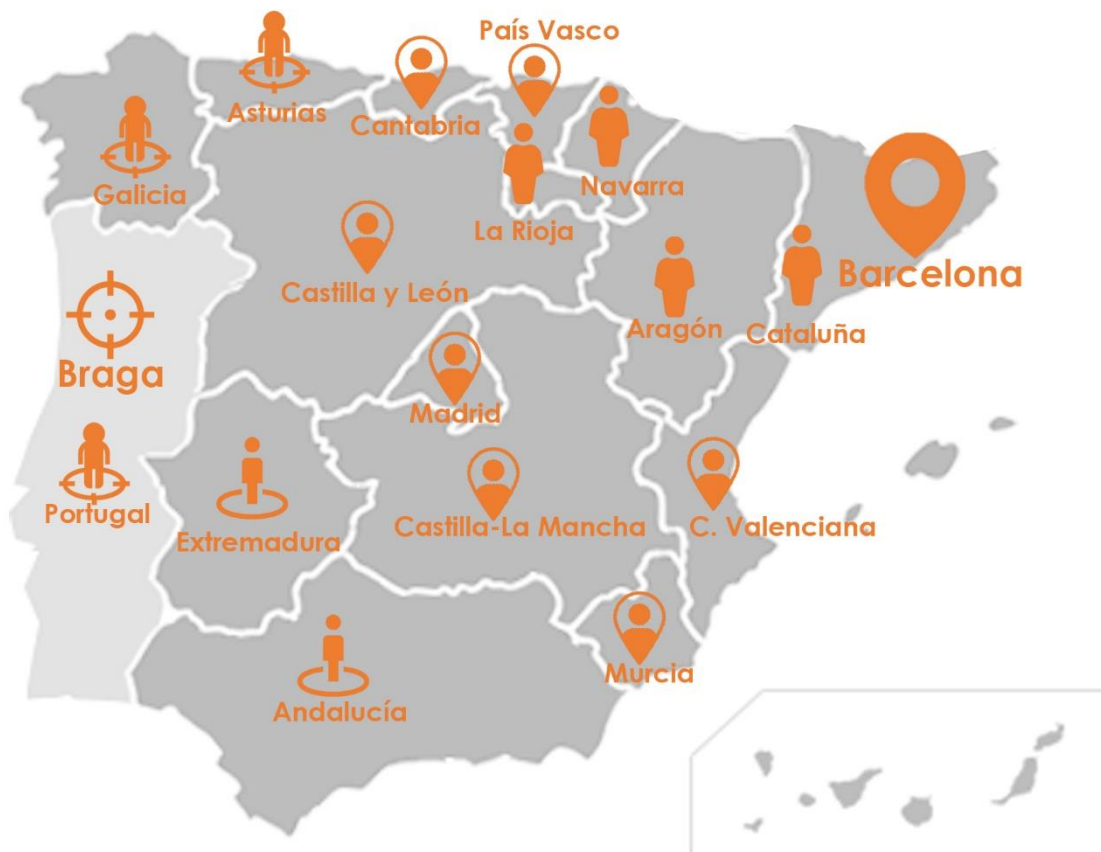 País Vasco
Asturias
Cantabria
Galicia
Navarra
La Rioja
Barcelona
Castilla y León
Aragón
Cataluña
Braga
Madrid
Portugal
Extremadura
Castilla-La Mancha
C. Valenciana
Murcia
Andalucía